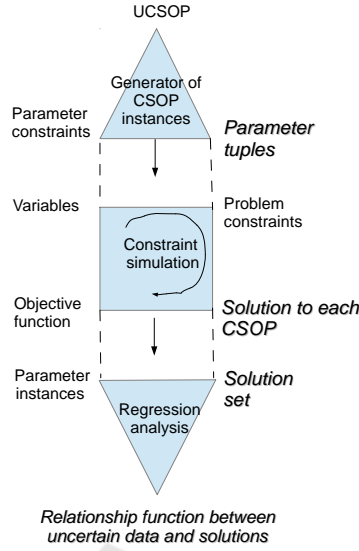 UCSOP
Generator of
CSOP
instances
Parameter
constraints
Parameter
tuples
Variables
Problem
constraints
Constraint
simulation
Objective
function
Solution to each
CSOP
Parameter
instances
Solution
set
Regression
analysis
Relationship function between
uncertain data and solutions